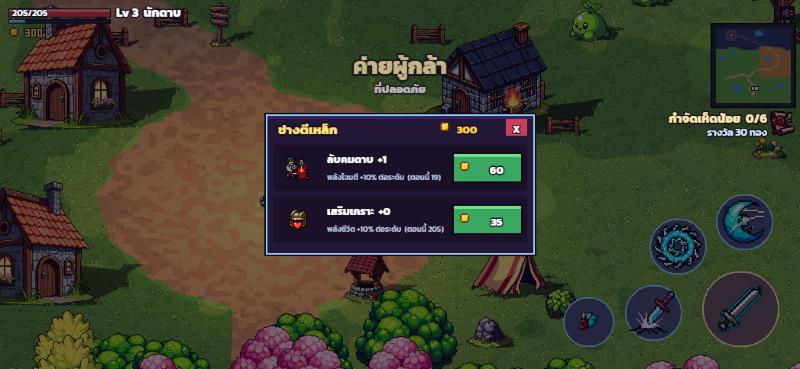 205/205 Lv 3 นักดาบ
300
ค่ายผู้กล้า
ที่ปลอดภัย
กำจัดเห็ดน้อย 0/6
รางวัล 30 ทอง
ช่างตีเหล็ก 300 X
ลับคมดาบ +1
พลังโจมตี +10% ต่อระดับ (ตอนนี้ 19)
60
เสริมเกราะ +0
พลังชีวิต +10% ต่อระดับ (ตอนนี้ 205)
35